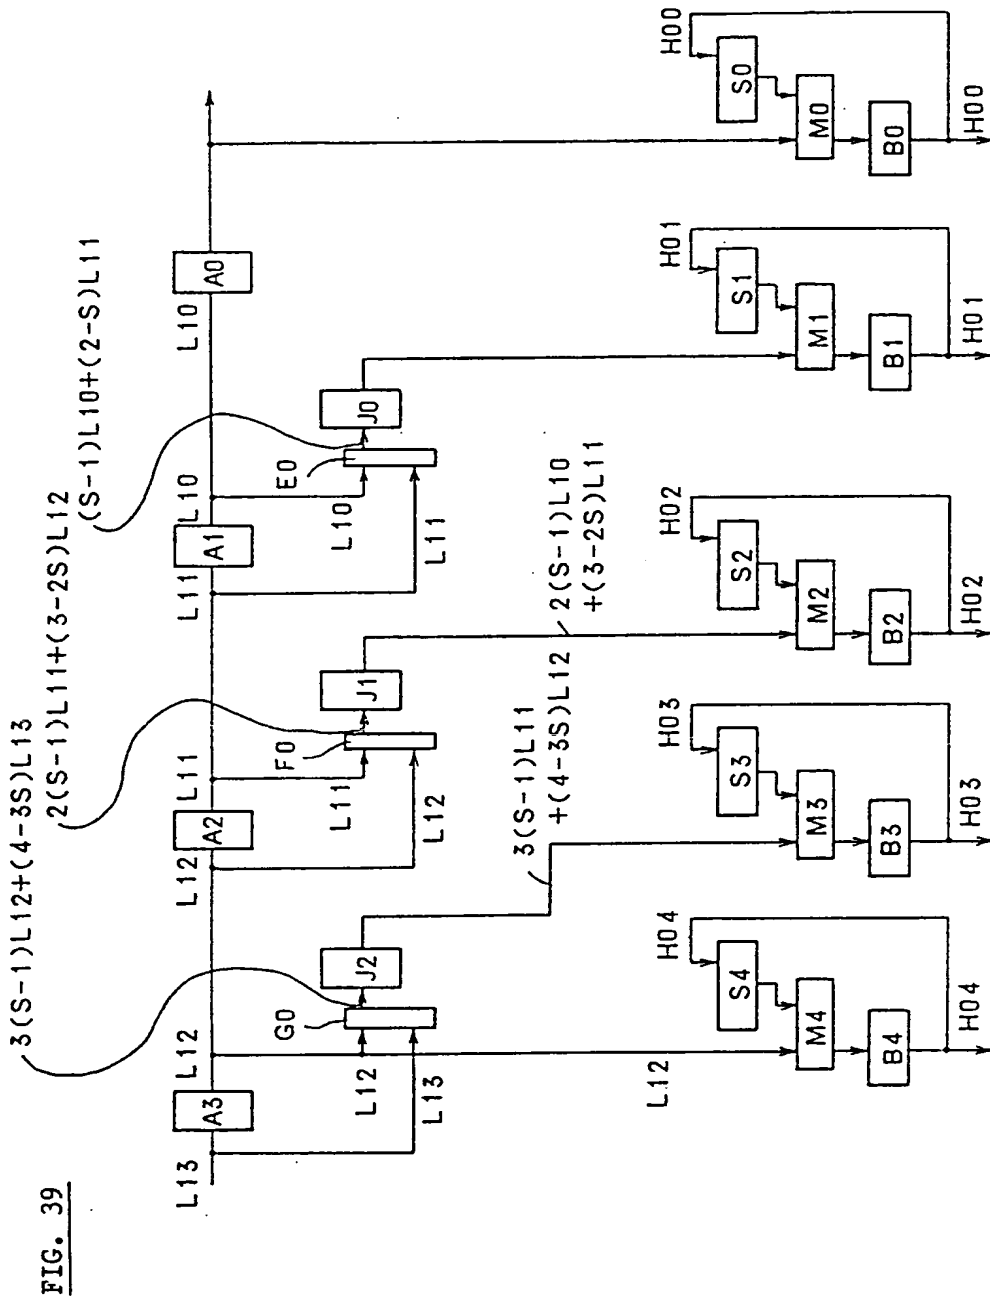 FIG. 39
3(S-1)L12+(4-3S)L13
2(S-1)L11+(3-2S)L12
(S-1)L10+(2-S)L11
L13
A3
L12
L12
A2
L11
L11
A1
L10
L10
A0
G0
L12
L13
J2
F0
L11
L12
J1
E0
L10
L11
J0
L12
3(S-1)L11
+(4-3S)L12
2(S-1)L10
+(3-2S)L11
H04
S4
M4
B4
H04
H03
S3
M3
B3
H03
H02
S2
M2
B2
H02
H01
S1
M1
B1
H01
H00
S0
M0
B0
H00